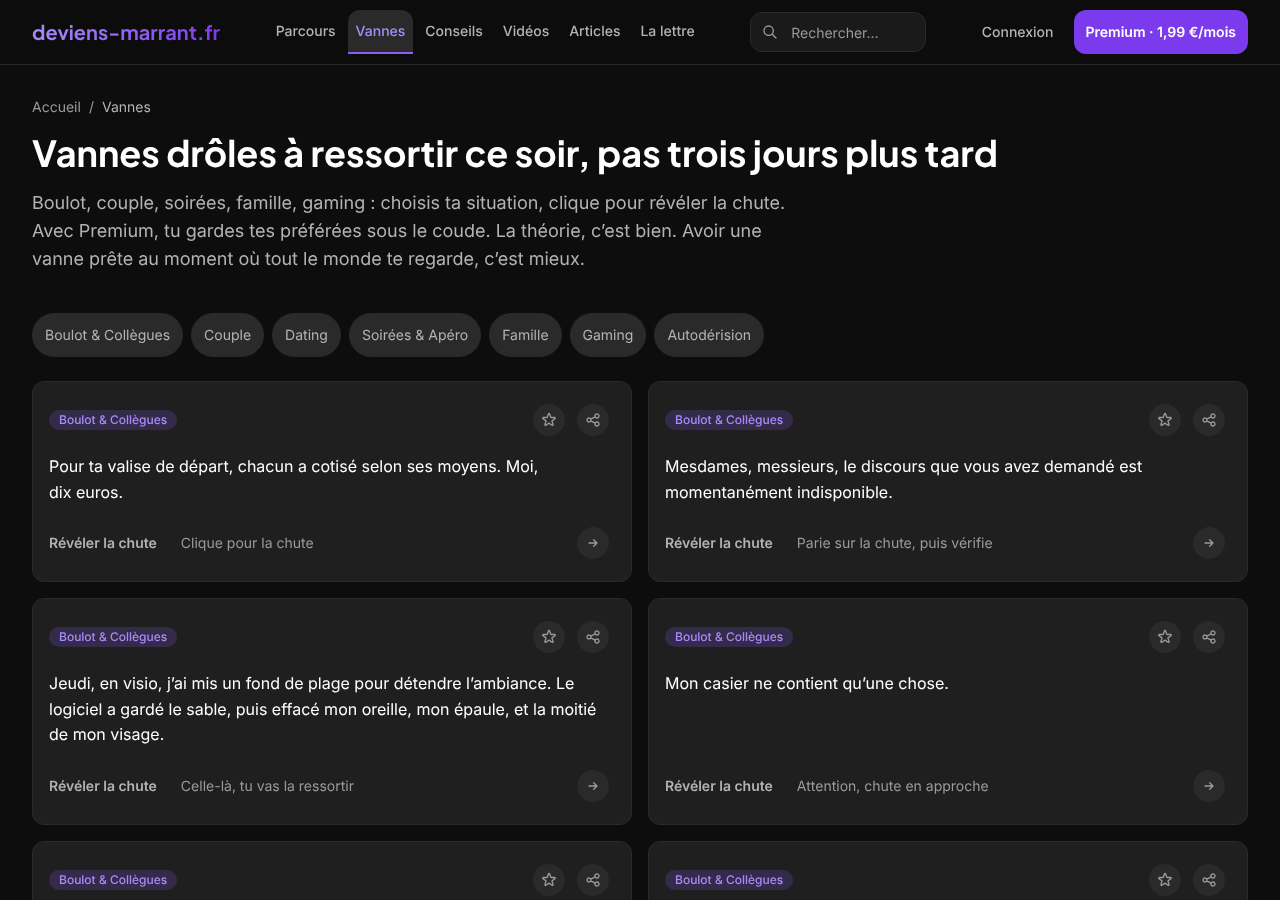 deviens-marrant.fr
Parcours
Vannes
Conseils
Vidéos
Articles
La lettre
Rechercher...
Connexion
Premium · 1,99 €/mois
Accueil / Vannes
Vannes drôles à ressortir ce soir, pas trois jours plus tard
Boulot, couple, soirées, famille, gaming : choisis ta situation, clique pour révéler la chute.
Avec Premium, tu gardes tes préférées sous le coude. La théorie, c’est bien. Avoir une
vanne prête au moment où tout le monde te regarde, c’est mieux.
Boulot & Collègues
Couple
Dating
Soirées & Apéro
Famille
Gaming
Autodérision
Boulot & Collègues
Pour ta valise de départ, chacun a cotisé selon ses moyens. Moi,
dix euros.
Révéler la chute
Clique pour la chute
Boulot & Collègues
Mesdames, messieurs, le discours que vous avez demandé est
momentanément indisponible.
Révéler la chute
Parie sur la chute, puis vérifie
Boulot & Collègues
Jeudi, en visio, j’ai mis un fond de plage pour détendre l’ambiance. Le
logiciel a gardé le sable, puis effacé mon oreille, mon épaule, et la moitié
de mon visage.
Révéler la chute
Celle-là, tu vas la ressortir
Boulot & Collègues
Mon casier ne contient qu’une chose.
Révéler la chute
Attention, chute en approche
Boulot & Collègues
Boulot & Collègues